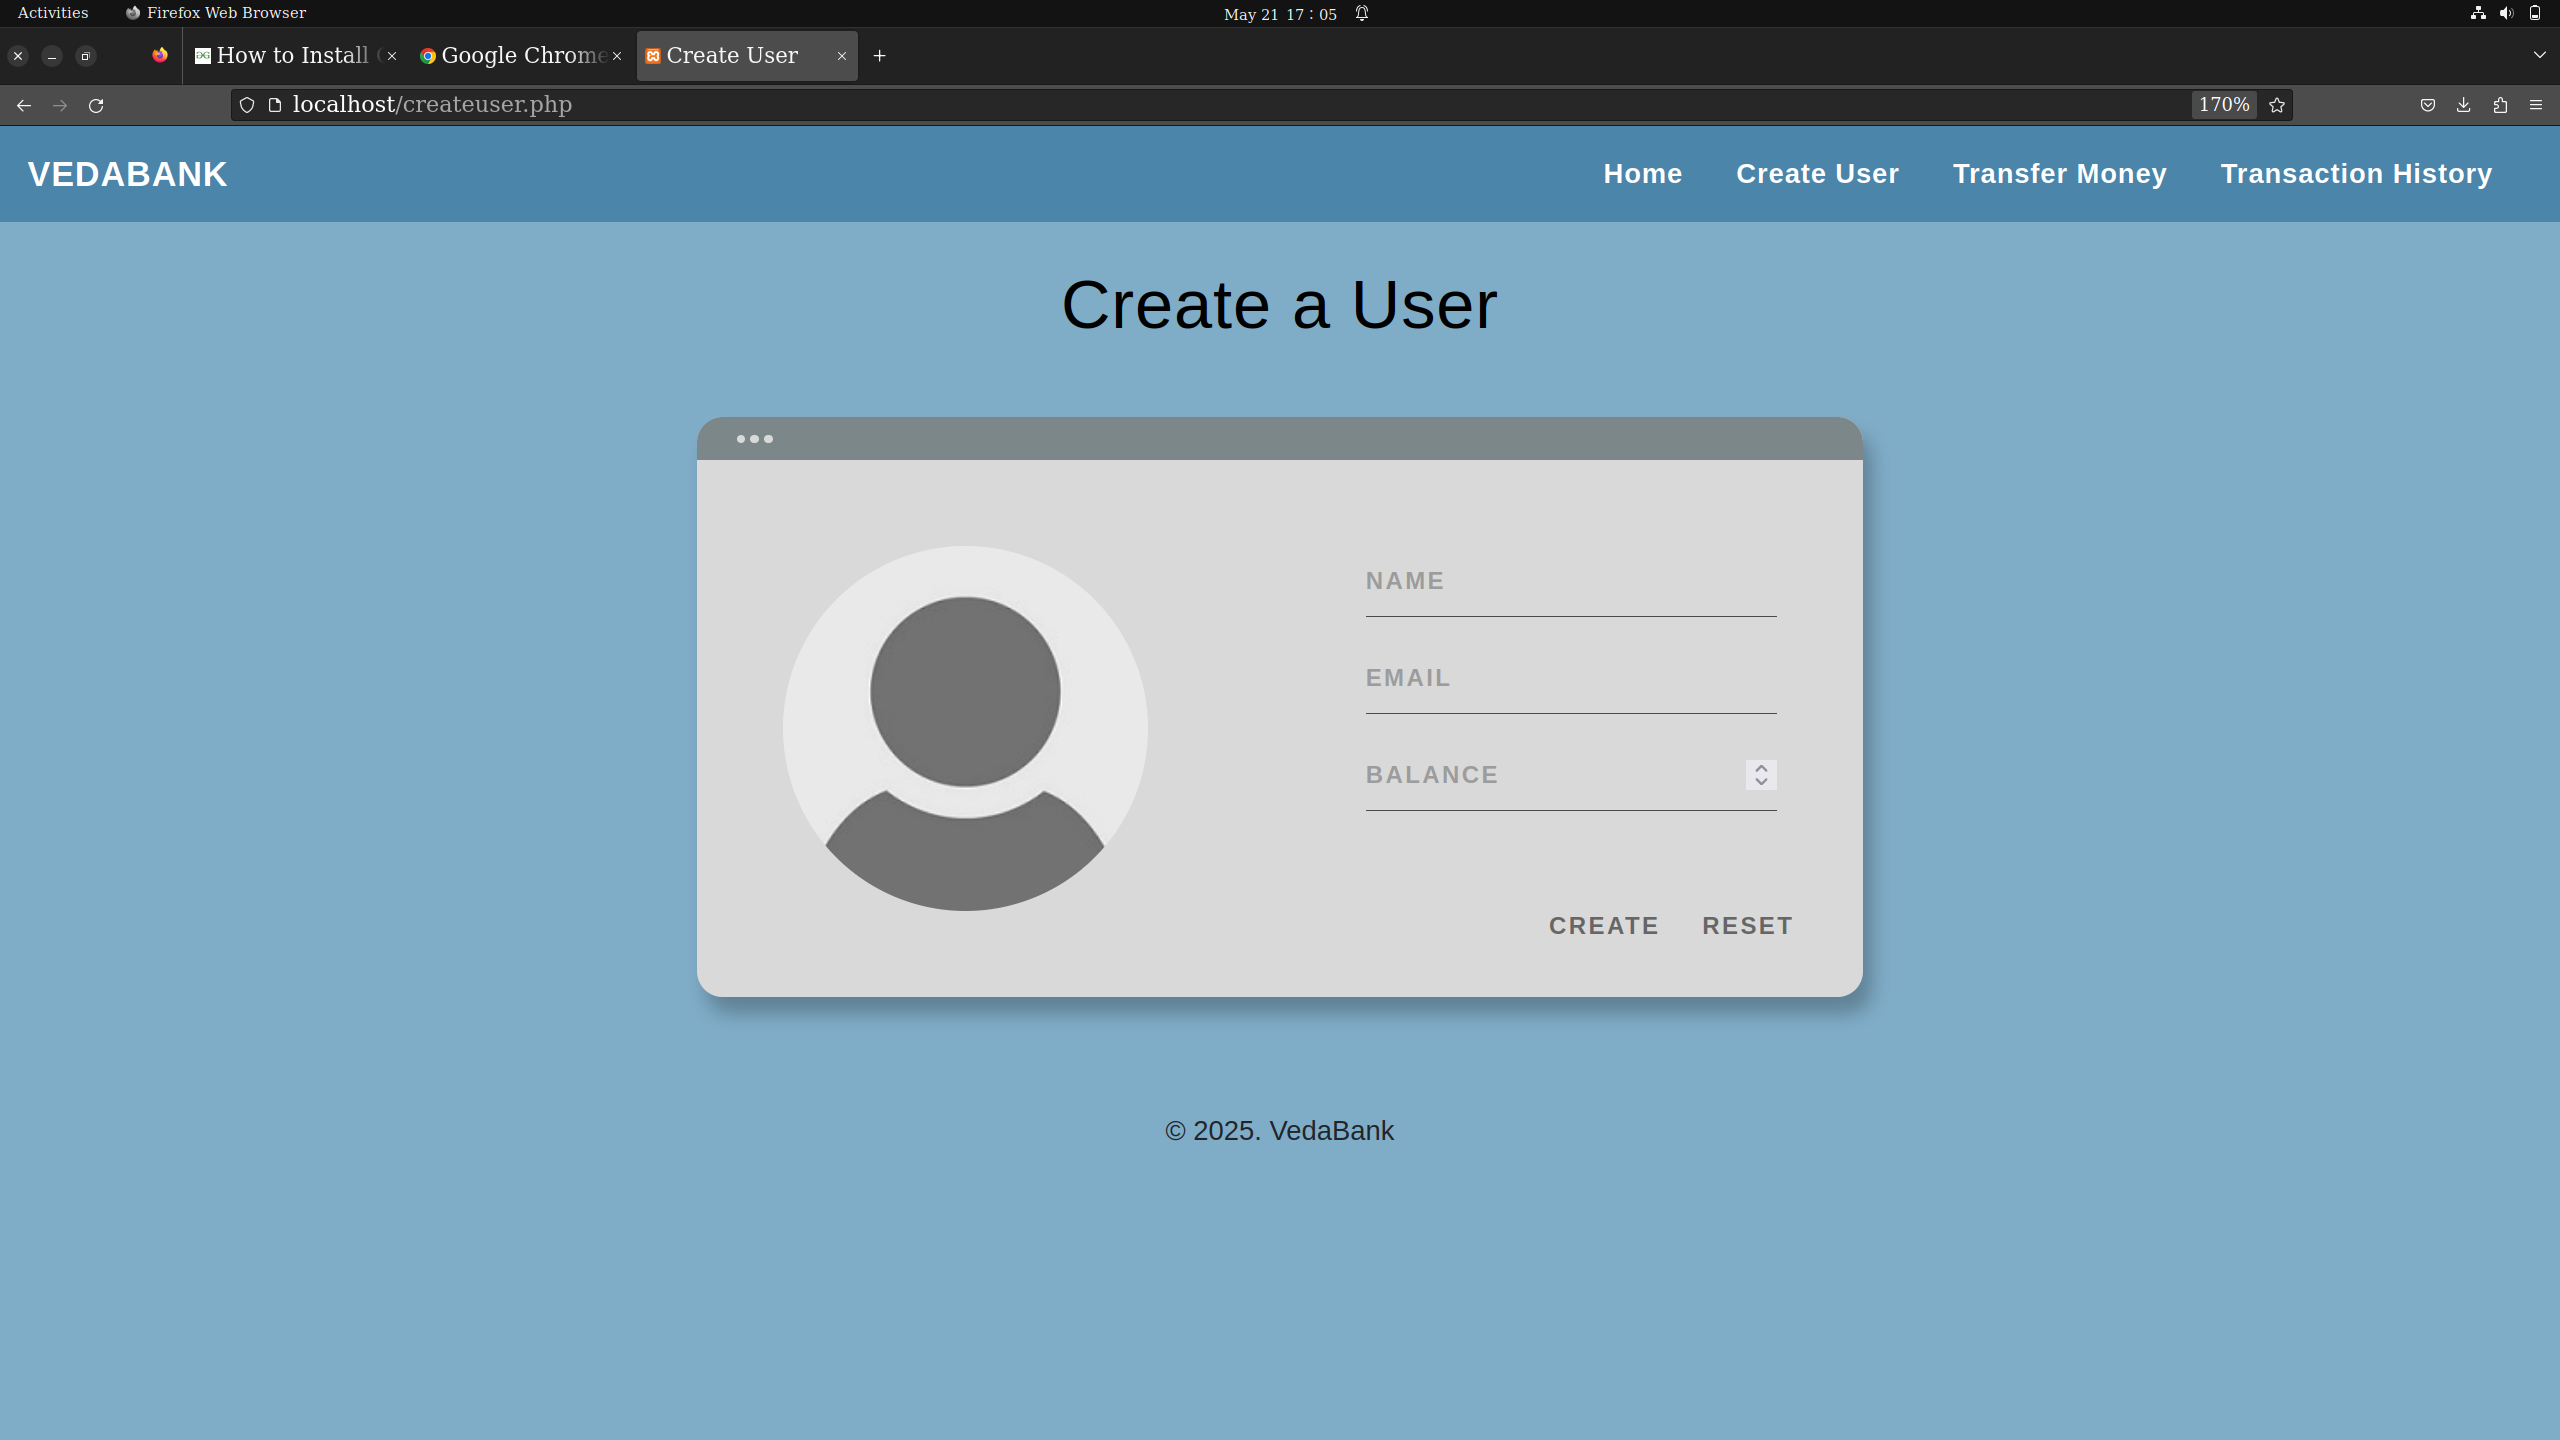 Activities Firefox Web Browser May 21 17:05
How to Install Google Chrome Create User
localhost/createuser.php 170%
VEDABANK Home Create User Transfer Money Transaction History
Create a User
NAME
EMAIL
BALANCE
CREATE RESET
© 2025. VedaBank